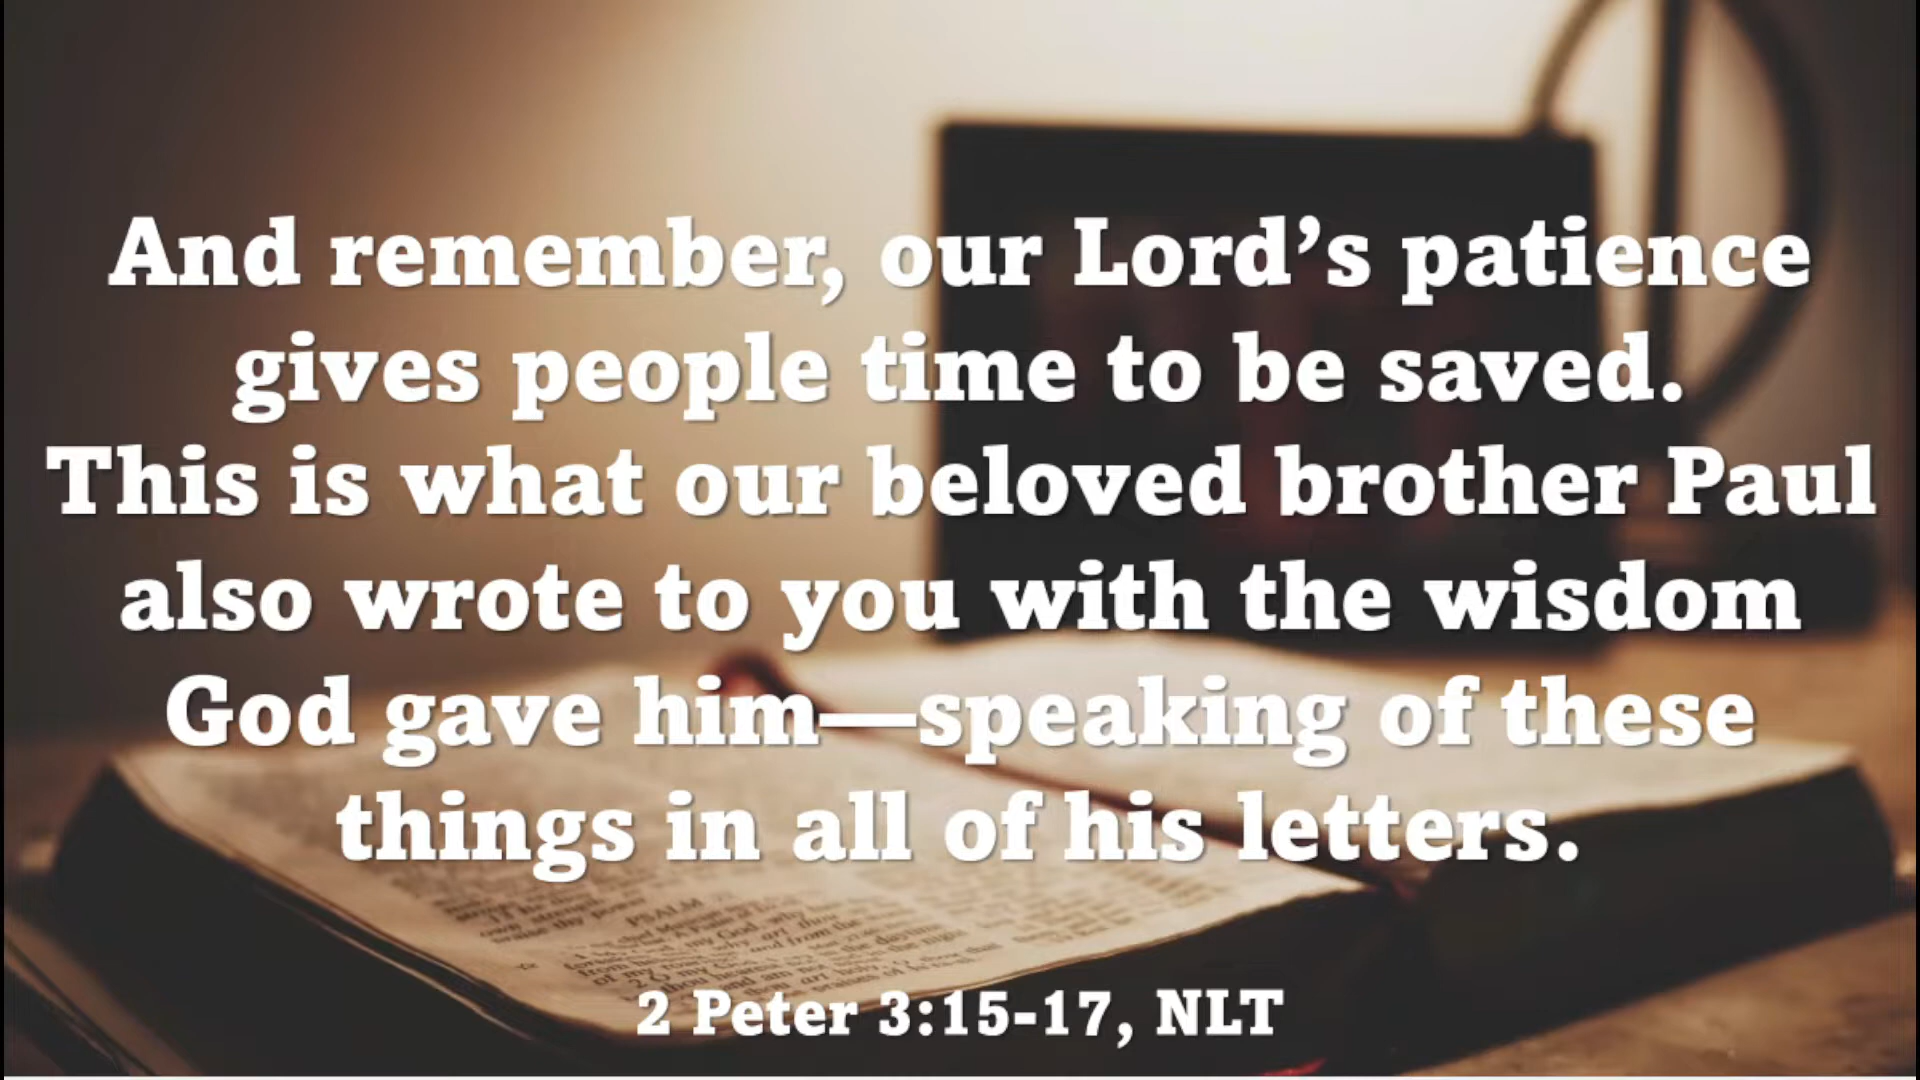 And remember, our Lord’s patience
gives people time to be saved.
This is what our beloved brother Paul
also wrote to you with the wisdom
God gave him—speaking of these
things in all of his letters.
PSALM
2 Peter 3:15-17, NLT